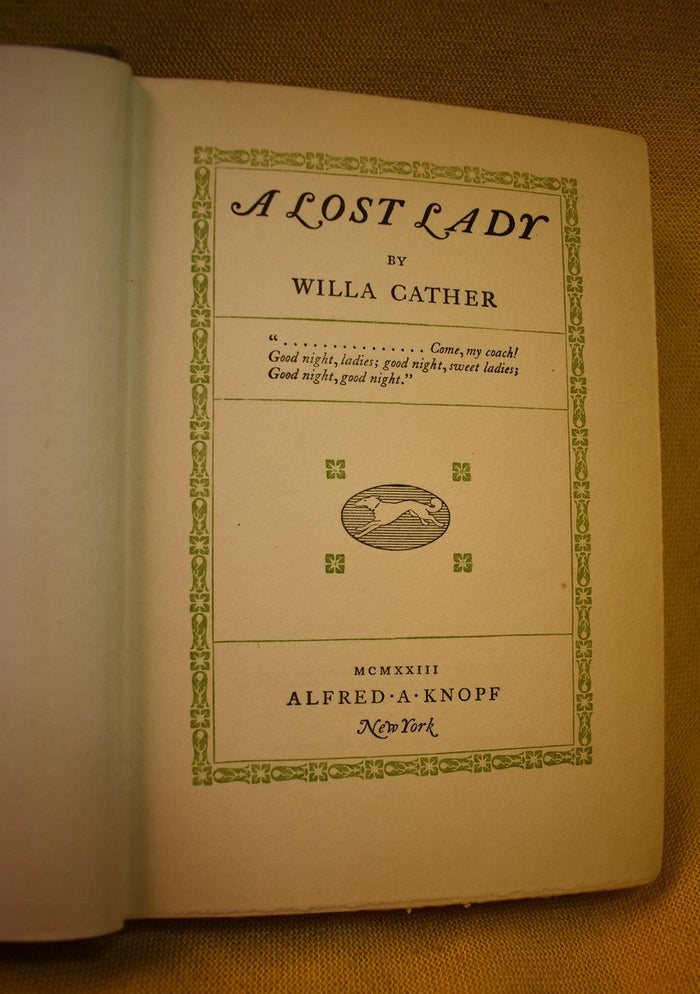 A LOST LADY
BY
WILLA CATHER
“ . . . . . . . . . . . . . . . Come, my coach!
Good night, ladies; good night, sweet ladies;
Good night, good night.”
MCMXXIII
ALFRED · A · KNOPF
New York